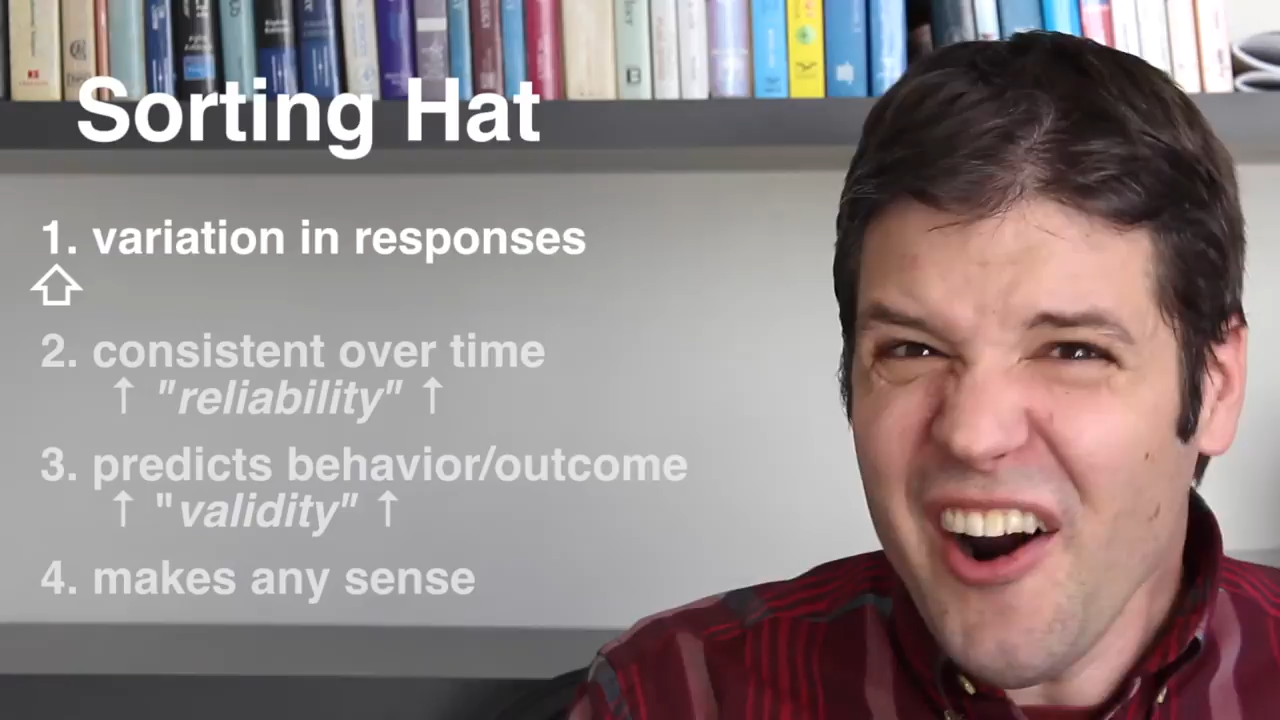 Sorting Hat
1. variation in responses
2. consistent over time
↑ "reliability" ↑
3. predicts behavior/outcome
↑ "validity" ↑
4. makes any sense